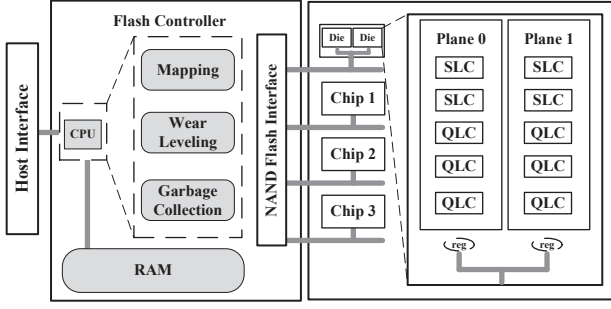 Host Interface
Flash Controller
CPU
Mapping
Wear
Leveling
Garbage
Collection
RAM
NAND Flash Interface
Die
Die
Chip 1
Chip 2
Chip 3
Plane 0
SLC
SLC
QLC
QLC
QLC
reg
Plane 1
SLC
SLC
QLC
QLC
QLC
reg